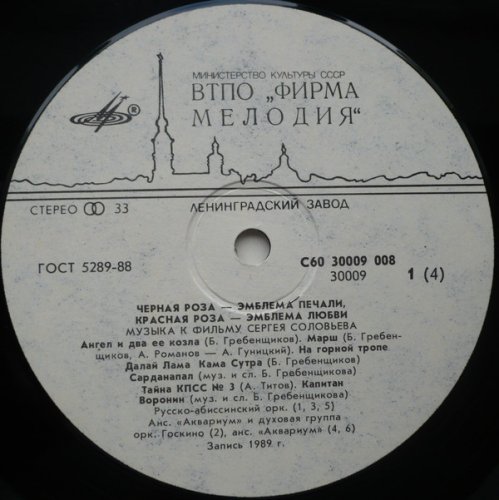 МИНИСТЕРСТВО КУЛЬТУРЫ СССР
ВТПО „ФИРМА
МЕЛОДИЯ“
®
СТЕРЕО 33
ЛЕНИНГРАДСКИЙ ЗАВОД
ГОСТ 5289-88
С60 30009 008
30009
1 (4)
ЧЕРНАЯ РОЗА — ЭМБЛЕМА ПЕЧАЛИ,
КРАСНАЯ РОЗА — ЭМБЛЕМА ЛЮБВИ
МУЗЫКА К ФИЛЬМУ СЕРГЕЯ СОЛОВЬЕВА
Ангел и два ее козла (Б. Гребенщиков). Марш (Б. Гребен-
щиков, А. Романов — А. Гуницкий). На горной тропе
Далай Лама Кама Сутра (Б. Гребенщиков)
Сарданапал (муз. и сл. Б. Гребенщикова)
Тайна КПСС № 3 (А. Титов). Капитан
Воронин (муз. и сл. Б. Гребенщикова)
Русско-абиссинский орк. (1, 3, 5)
Анс. «Аквариум» и духовая группа
орк. Госкино (2), анс. «Аквариум» (4, 6)
Запись 1989 г.